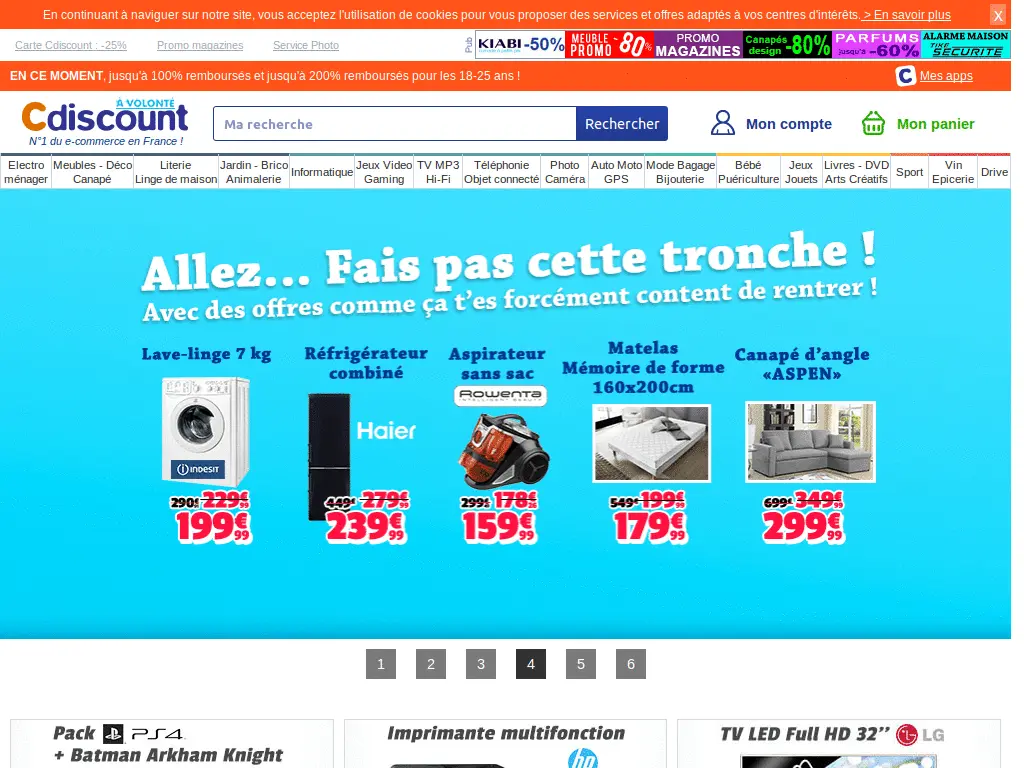 En continuant à naviguer sur notre site, vous acceptez l'utilisation de cookies pour vous proposer des services et offres adaptés à vos centres d'intérêts. > En savoir plus
X
Carte Cdiscount : -25% Promo magazines Service Photo
Pub
KIABI -50%
MEUBLE PROMO - 80%
PROMO MAGAZINES
Canapés design -80%
PARFUMS jusqu'à -60%
ALARME MAISON TIKE SECURITE
EN CE MOMENT, jusqu'à 100% remboursés et jusqu'à 200% remboursés pour les 18-25 ans !
C Mes apps
À VOLONTÉ
Cdiscount
N°1 du e-commerce en France !
Ma recherche Rechercher
Mon compte Mon panier
Electro ménager
Meubles - Déco Canapé
Literie Linge de maison
Jardin - Brico Animalerie
Informatique
Jeux Video Gaming
TV MP3 Hi-Fi
Téléphonie Objet connecté
Photo Caméra
Auto Moto GPS
Mode Bagage Bijouterie
Bébé Puériculture
Jeux Jouets
Livres - DVD Arts Créatifs
Sport
Vin Epicerie
Drive
Allez... Fais pas cette tronche !
Avec des offres comme ça t'es forcément content de rentrer !
Lave-linge 7 kg
INDESIT
290€ 229€99
199€99
Réfrigérateur
combiné
Haier
449€ 279€99
239€99
Aspirateur
sans sac
Rowenta
299€ 178€
159€99
Matelas
Mémoire de forme
160x200cm
549€ 199€99
179€99
Canapé d'angle
«ASPEN»
699€ 349€99
299€99
1 2 3 4 5 6
Pack PS4
+ Batman Arkham Knight
Imprimante multifonction
hp
TV LED Full HD 32'' LG